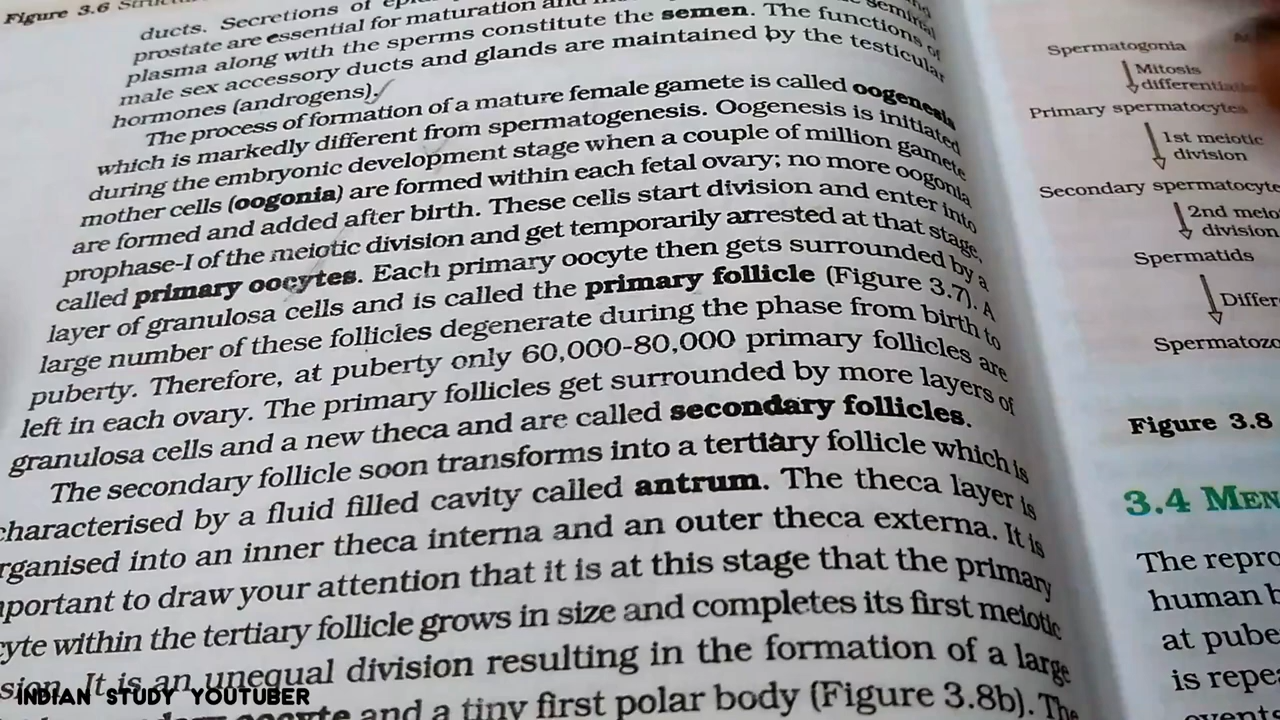 Figure 3.6
ducts. Secretions of
prostate are essential for maturation and
plasma along with the sperms constitute the semen. The functions of
male sex accessory ducts and glands are maintained by the testicular
hormones (androgens).
The process of formation of a mature female gamete is called oogenesis
which is markedly different from spermatogenesis. Oogenesis is initiated
during the embryonic development stage when a couple of million gamete
mother cells (oogonia) are formed within each fetal ovary; no more oogonia
are formed and added after birth. These cells start division and enter into
prophase-I of the meiotic division and get temporarily arrested at that stage,
called primary oocytes. Each primary oocyte then gets surrounded by a
layer of granulosa cells and is called the primary follicle (Figure 3.7). A
large number of these follicles degenerate during the phase from birth to
puberty. Therefore, at puberty only 60,000-80,000 primary follicles are
left in each ovary. The primary follicles get surrounded by more layers of
granulosa cells and a new theca and are called secondary follicles.
The secondary follicle soon transforms into a tertiary follicle which is
characterised by a fluid filled cavity called antrum. The theca layer is
rganised into an inner theca interna and an outer theca externa. It is
portant to draw your attention that it is at this stage that the primary
cyte within the tertiary follicle grows in size and completes its first meiotic
sion. It is an unequal division resulting in the formation of a large
and a tiny first polar body (Figure 3.8b). The
Spermatogonia
Mitosis
differentiation
Primary spermatocytes
1st meiotic
division
Secondary spermatocyte
2nd meio
division
Spermatids
Differ
Spermatozo
Figure 3.8
3.4 MEN
The repro
human b
at pube
is repea
events
INDIAN STUDY YOUTUBER